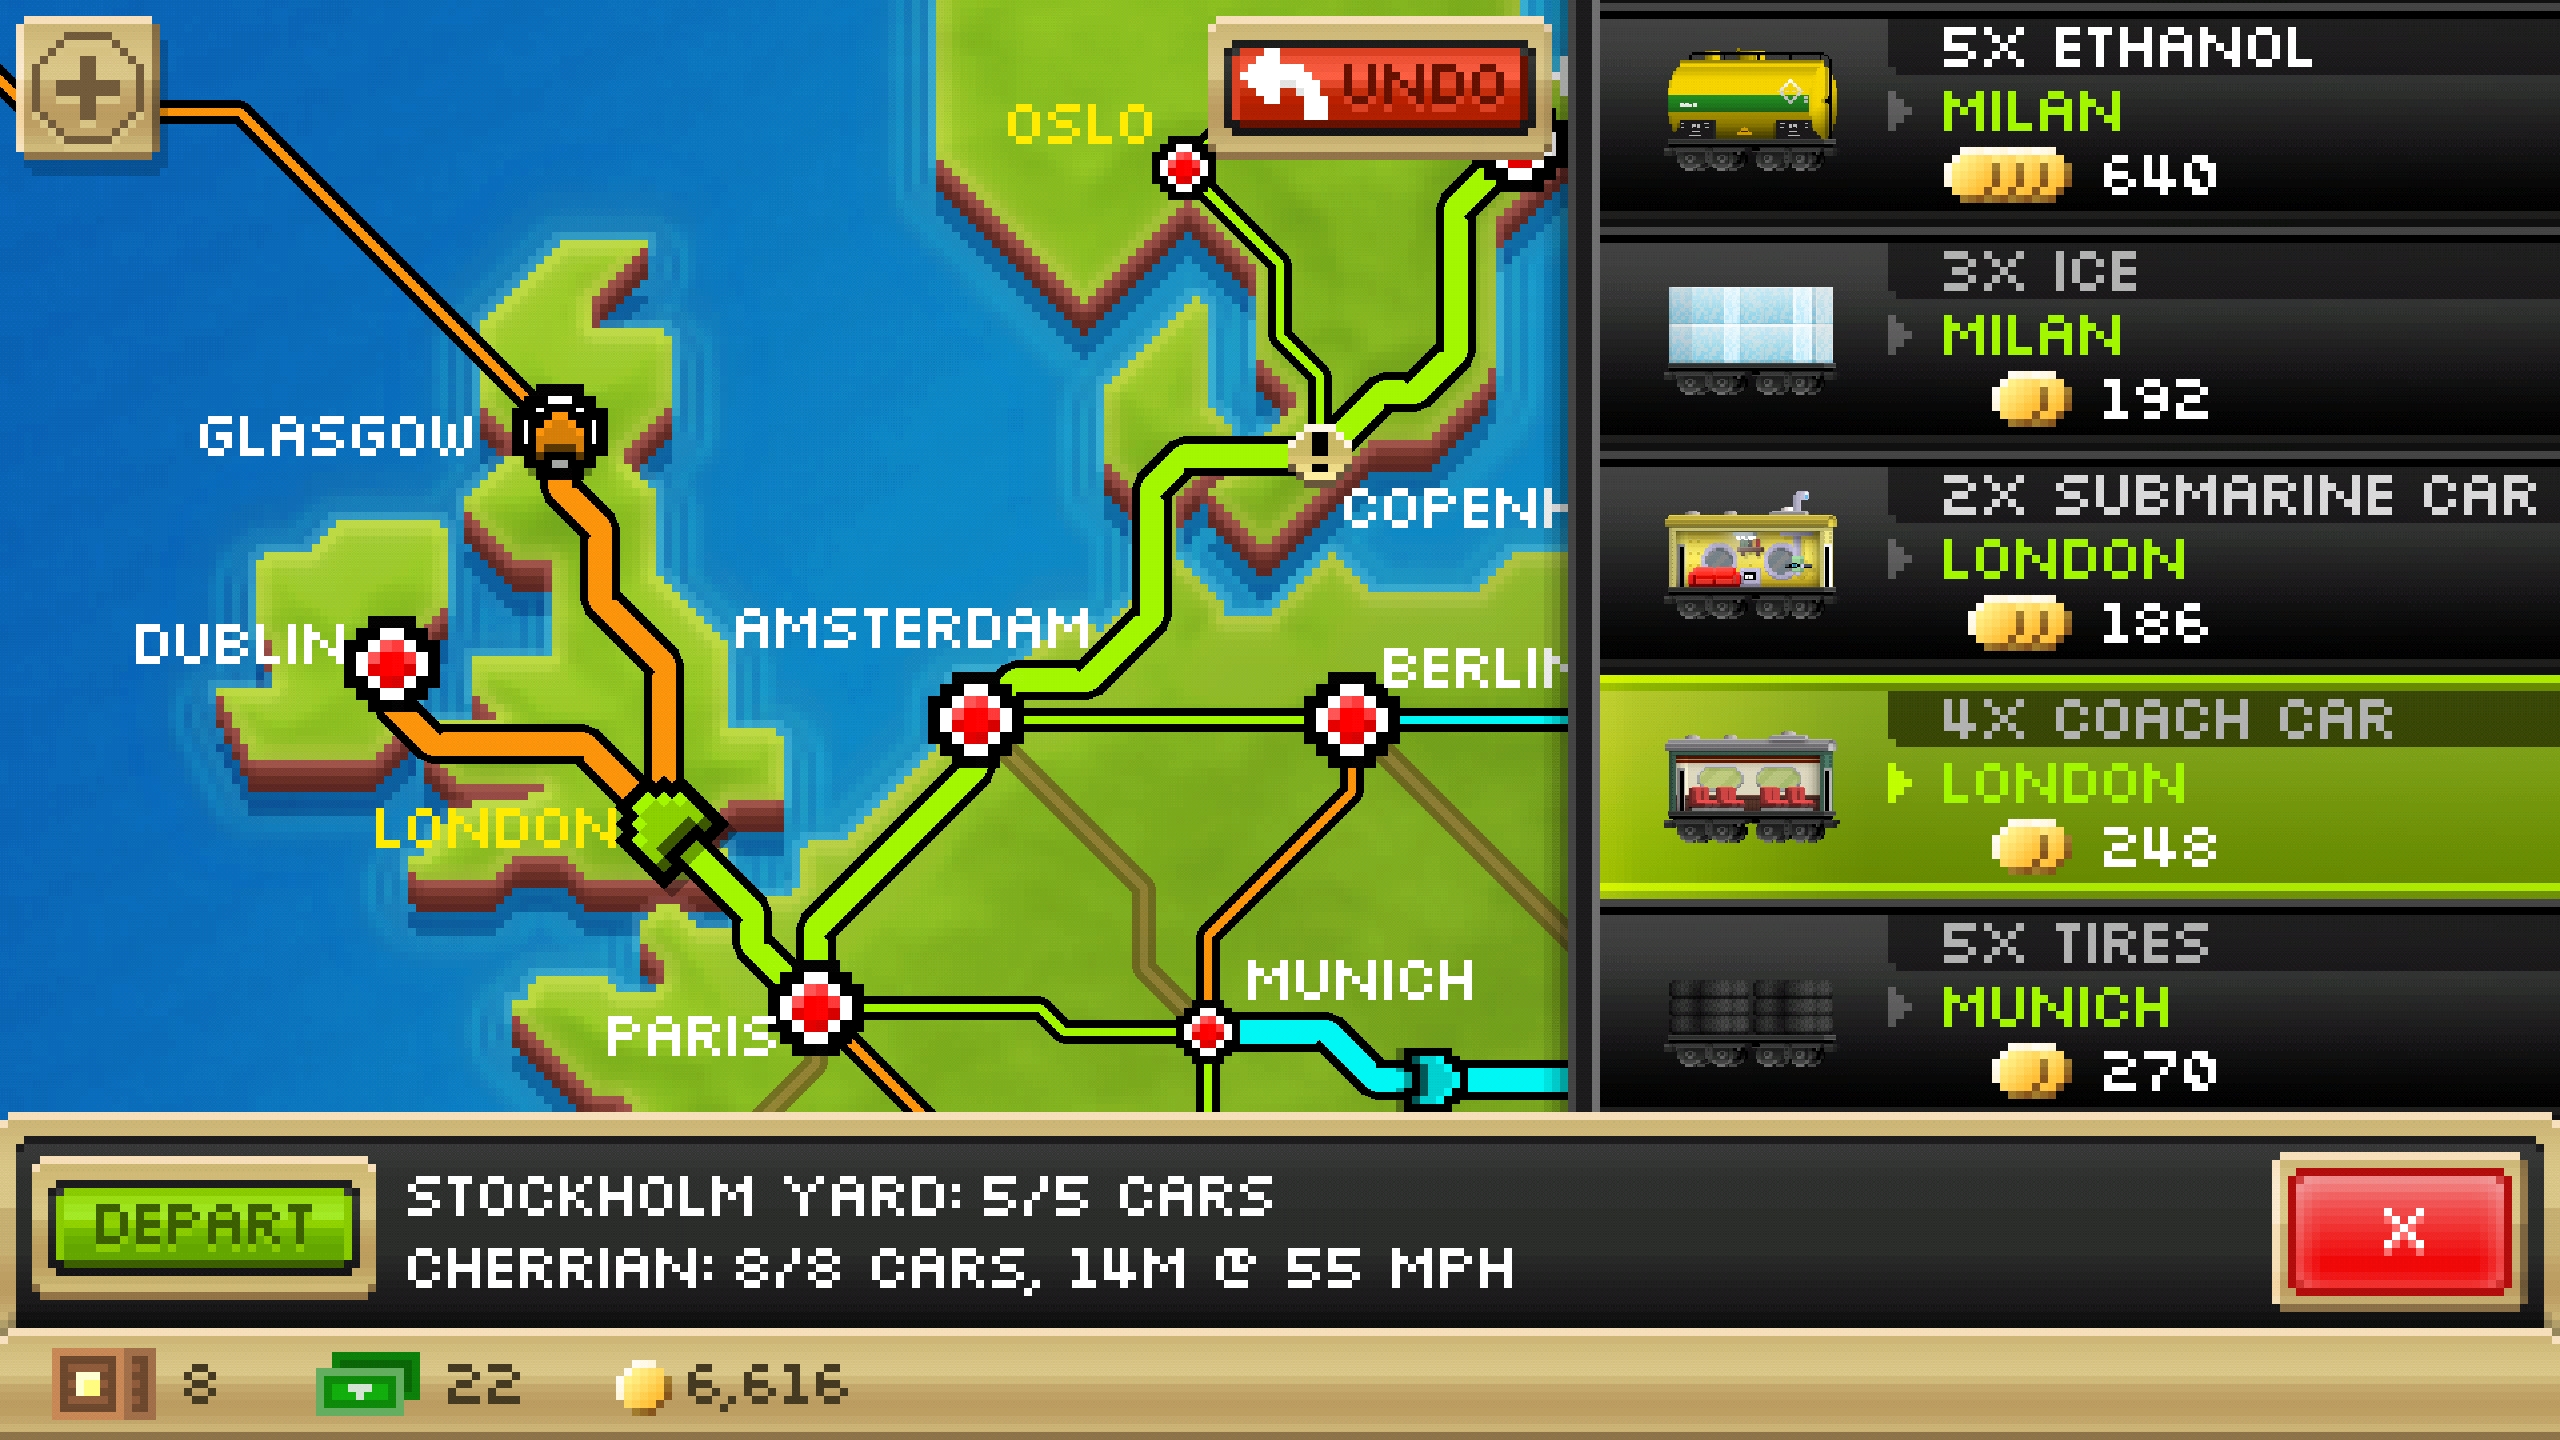 UNDO
OSLO
GLASGOW
COPENH
AMSTERDAM
DUBLIN
BERLIN
LONDON
MUNICH
PARIS
5X ETHANOL
MILAN
640
3X ICE
MILAN
192
2X SUBMARINE CAR
LONDON
186
4X COACH CAR
LONDON
248
5X TIRES
MUNICH
270
DEPART
STOCKHOLM YARD: 5/5 CARS
CHERRIAN: 8/8 CARS, 14M @ 55 MPH
X
8 22 6,616